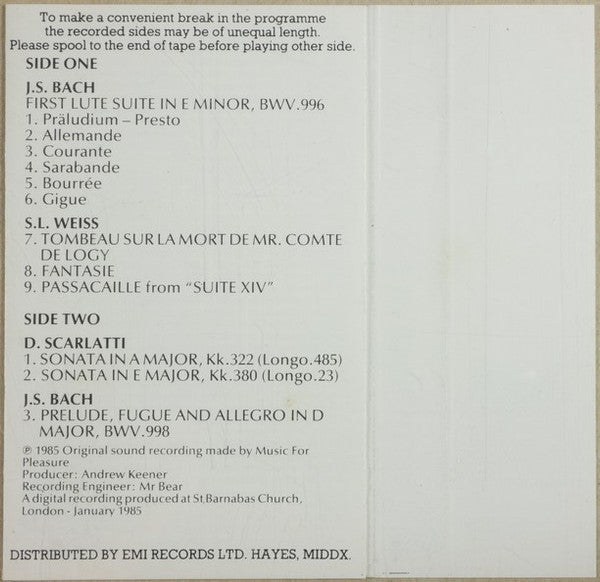 To make a convenient break in the programme
the recorded sides may be of unequal length.
Please spool to the end of tape before playing other side.
SIDE ONE
J.S. BACH
FIRST LUTE SUITE IN E MINOR, BWV.996
1. Präludium – Presto
2. Allemande
3. Courante
4. Sarabande
5. Bourrée
6. Gigue
S.L. WEISS
7. TOMBEAU SUR LA MORT DE MR. COMTE
DE LOGY
8. FANTASIE
9. PASSACAILLE from “SUITE XIV”
SIDE TWO
D. SCARLATTI
1. SONATA IN A MAJOR, Kk.322 (Longo.485)
2. SONATA IN E MAJOR, Kk.380 (Longo.23)
J.S. BACH
3. PRELUDE, FUGUE AND ALLEGRO IN D
MAJOR, BWV.998
℗ 1985 Original sound recording made by Music For
Pleasure
Producer: Andrew Keener
Recording Engineer: Mr Bear
A digital recording produced at St.Barnabas Church,
London - January 1985
DISTRIBUTED BY EMI RECORDS LTD. HAYES, MIDDX.